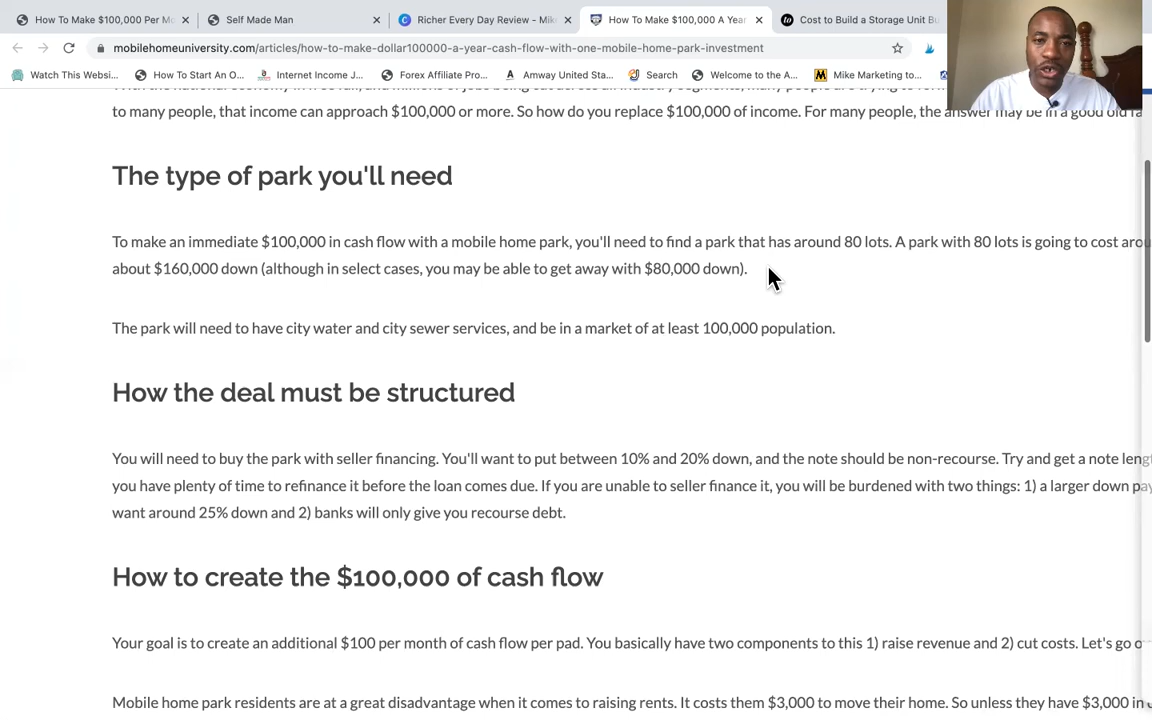 How To Make $100,000 Per Mo
Self Made Man
Richer Every Day Review - Mik
How To Make $100,000 A Year
Cost to Build a Storage Unit Bu
mobilehomeuniversity.com/articles/how-to-make-dollar100000-a-year-cash-flow-with-one-mobile-home-park-investment
Watch This Websi... How To Start An O... Internet Income J... Forex Affiliate Pro... Amway United Sta... Search Welcome to the A... Mike Marketing to...
to many people, that income can approach $100,000 or more. So how do you replace $100,000 of income. For many people, the answer may be in a good old fa
The type of park you'll need
To make an immediate $100,000 in cash flow with a mobile home park, you'll need to find a park that has around 80 lots. A park with 80 lots is going to cost arou
about $160,000 down (although in select cases, you may be able to get away with $80,000 down).
The park will need to have city water and city sewer services, and be in a market of at least 100,000 population.
How the deal must be structured
You will need to buy the park with seller financing. You'll want to put between 10% and 20% down, and the note should be non-recourse. Try and get a note leng
you have plenty of time to refinance it before the loan comes due. If you are unable to seller finance it, you will be burdened with two things: 1) a larger down pay
want around 25% down and 2) banks will only give you recourse debt.
How to create the $100,000 of cash flow
Your goal is to create an additional $100 per month of cash flow per pad. You basically have two components to this 1) raise revenue and 2) cut costs. Let's go o
Mobile home park residents are at a great disadvantage when it comes to raising rents. It costs them $3,000 to move their home. So unless they have $3,000 in